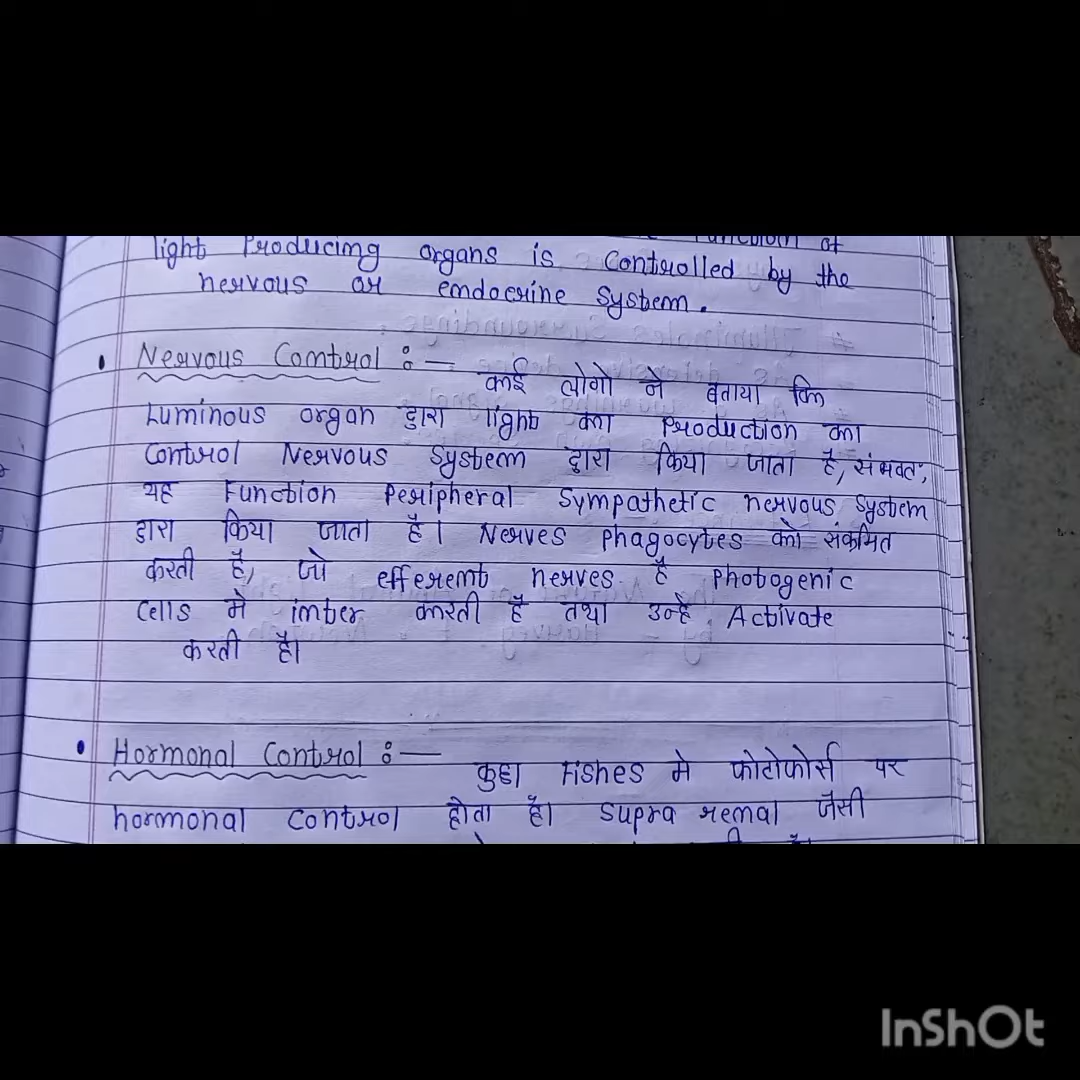 light Producing organs is controlled by the
nervous or endocrine system.
• Nervous Control :—
कई लोगो ने बताया कि
Luminous organ द्वारा light का production का
control Nervous system द्वारा किया जाता है, संभवत:
यह Function Peripheral sympathetic nervous system
द्वारा किया जाता है। Nerves phagocytes को संक्रमित
करती है, जो efferent nerves है photogenic
cells मे inter करती है तथा उन्हे Activate
करती है।
• Hormonal Control :—
कुछ Fishes मे फोटोफोर्स पर
hormonal control होता है। supra renal जैसी
InShOt